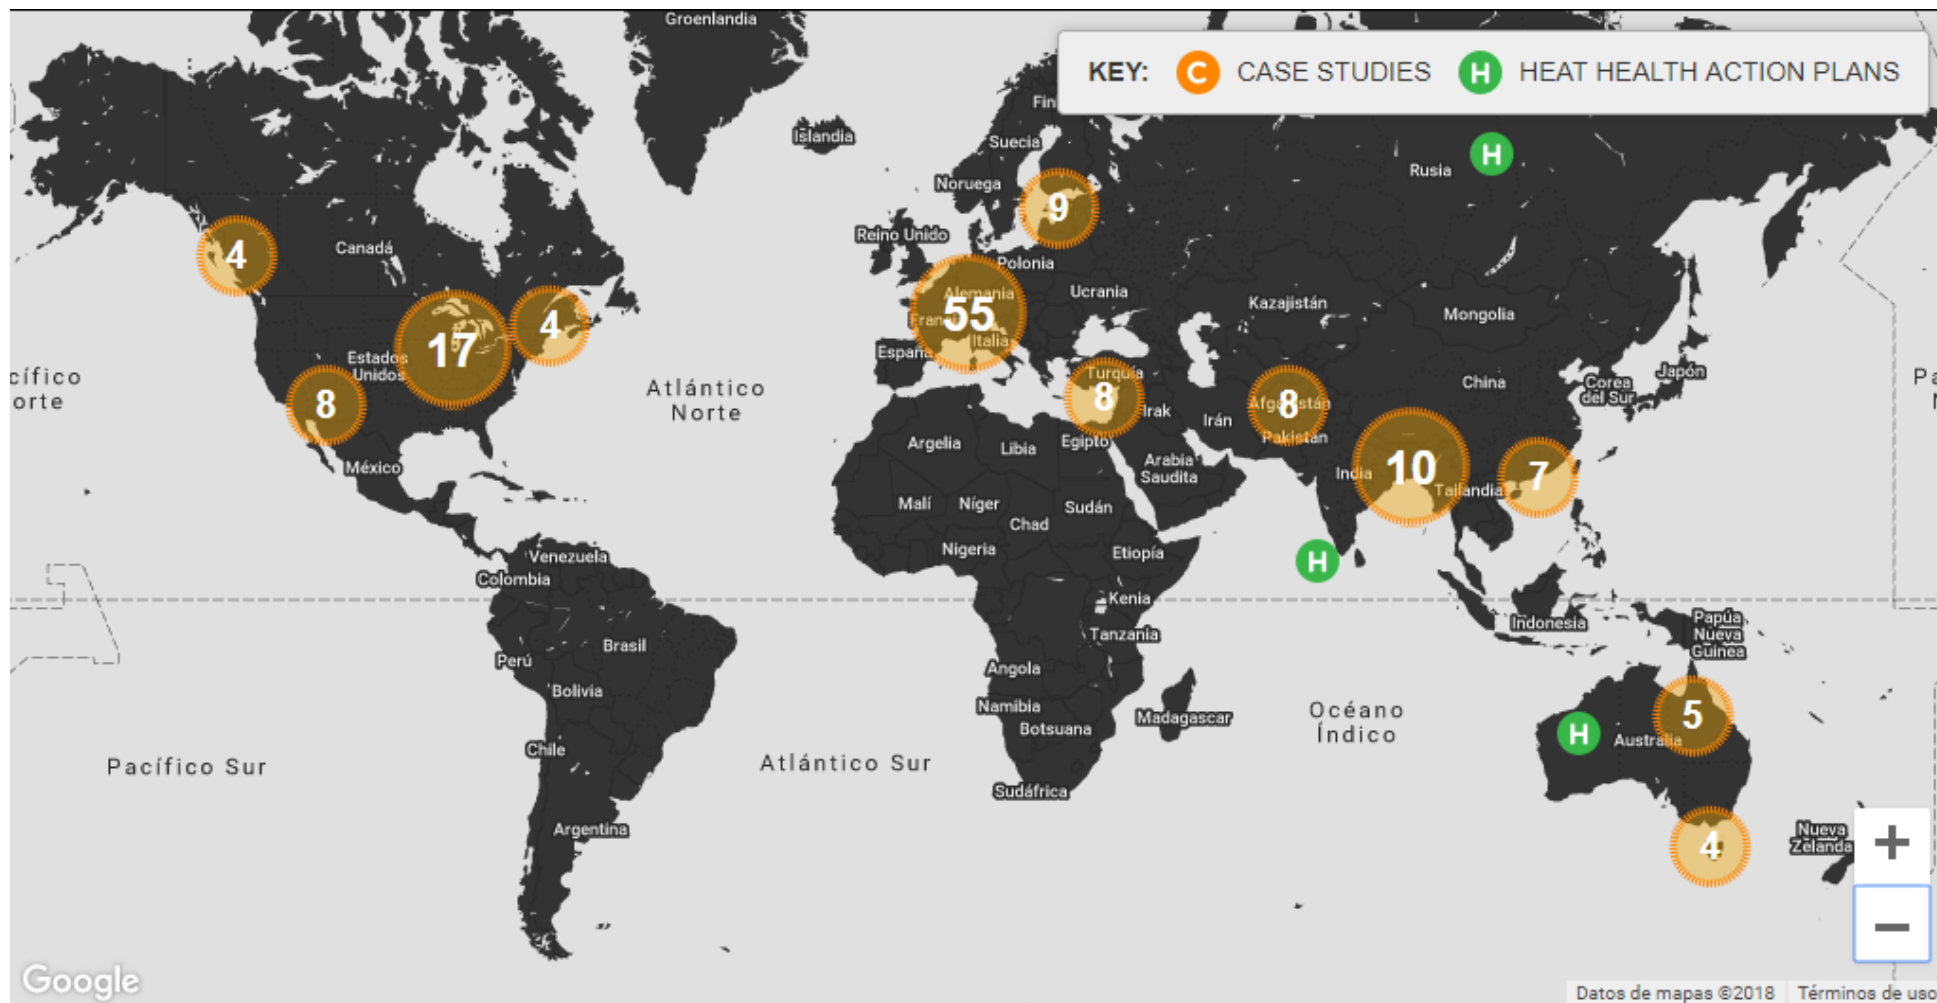 Groenlandia
KEY: C CASE STUDIES H HEAT HEALTH ACTION PLANS
Fin
Islandia
Suecia
H
Rusia
Noruega
9
Reino Unido
4
Canadá
Polonia
Alemania
Ucrania
Kazajistán
Mongolia
55
4
17
Italia
España
Estados
Unidos
cífico
orte
Atlántico
Norte
Turquía
China
Japón
Corea
del Sur
8
8
8
Afganistán
Irak
Irán
Pakistán
México
Argelia
Libia
Egipto
Arabia
Saudita
India
10
Tailandia
7
Malí
Níger
Sudán
Chad
Nigeria
Etiopía
Venezuela
Colombia
H
Kenia
Tanzania
Indonesia
Papúa
Nueva
Guinea
Brasil
Perú
Bolivia
Angola
Namibia
Botsuana
Madagascar
Océano
Índico
5
H
Australia
Chile
Pacífico Sur
Atlántico Sur
Sudáfrica
Argentina
4
Nueva
Zelanda
+
−
Google
Datos de mapas ©2018
Términos de uso